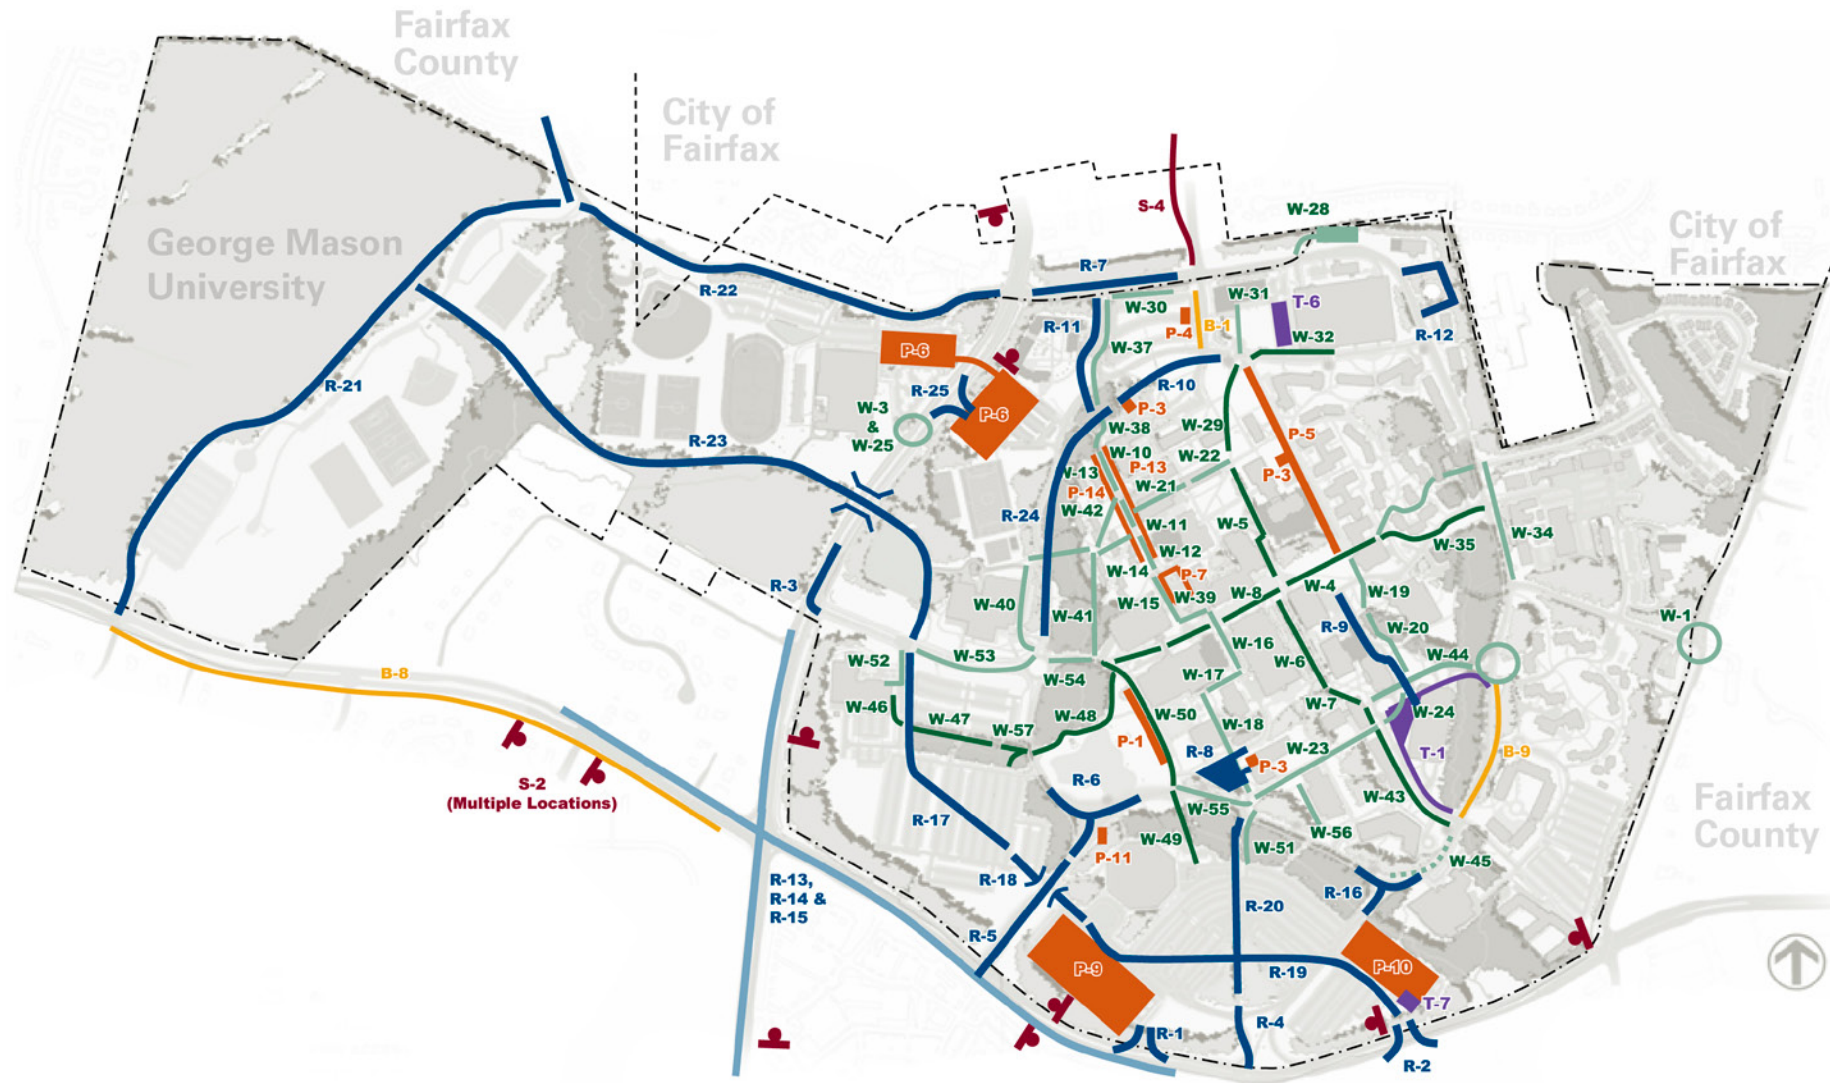 Fairfax
County
City of
Fairfax
George Mason
University
City of
Fairfax
Fairfax
County
S-4
W-28
R-7
R-22
W-30
W-31
T-6
R-11
P-4
B-1
W-32
R-12
W-37
P-6
R-10
R-21
R-25
W-3
&
W-25
P-6
P-3
W-38
W-29
P-5
R-23
W-10
P-13
W-22
W-13
P-14
W-21
P-3
R-24
W-42
W-11
W-5
W-34
W-35
W-12
W-14
P-7
R-3
W-40
W-39
W-8
W-4
W-19
W-41
W-15
R-9
W-20
W-1
W-16
W-52
W-53
W-54
W-17
W-6
W-44
B-8
W-46
W-47
W-48
W-50
W-7
W-24
W-57
W-18
P-1
R-8
W-23
T-1
B-9
P-3
S-2
(Multiple Locations)
R-6
W-43
W-55
R-17
W-49
W-56
P-11
W-51
W-45
R-13,
R-14 &
R-15
R-18
R-16
R-20
R-5
P-9
R-19
P-10
T-7
R-1
R-4
R-2